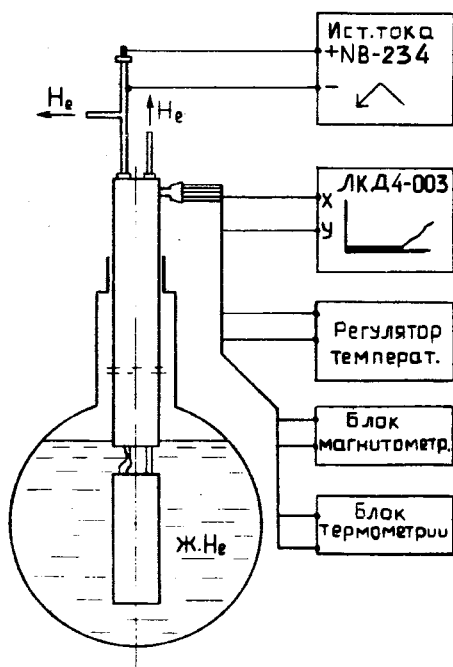 Ист. тока
+NB-234
-
He
He
ЛКД4-003
X
У
Регулятор
температ.
Блок
магнитометр.
Блок
термометрии
Ж.He